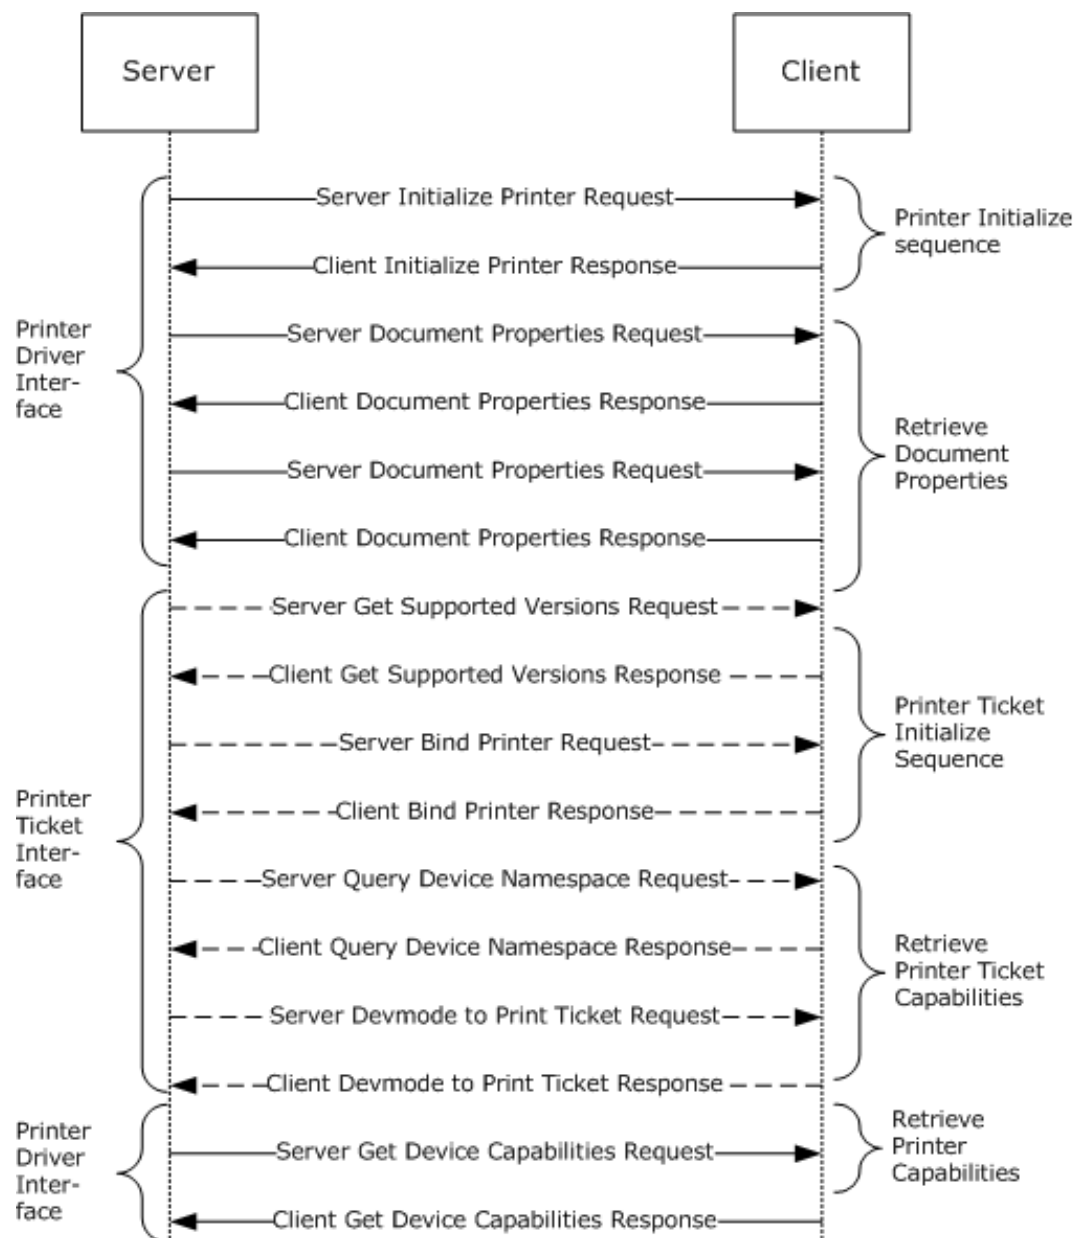 Server
Client
Server Initialize Printer Request
Printer Initialize
sequence
Client Initialize Printer Response
Printer
Driver
Inter-
face
Server Document Properties Request
Client Document Properties Response
Retrieve
Document
Properties
Server Document Properties Request
Client Document Properties Response
Server Get Supported Versions Request
Client Get Supported Versions Response
Printer Ticket
Initialize
Sequence
Server Bind Printer Request
Client Bind Printer Response
Printer
Ticket
Inter-
face
Server Query Device Namespace Request
Client Query Device Namespace Response
Retrieve
Printer Ticket
Capabilities
Server Devmode to Print Ticket Request
Client Devmode to Print Ticket Response
Printer
Driver
Inter-
face
Server Get Device Capabilities Request
Retrieve
Printer
Capabilities
Client Get Device Capabilities Response